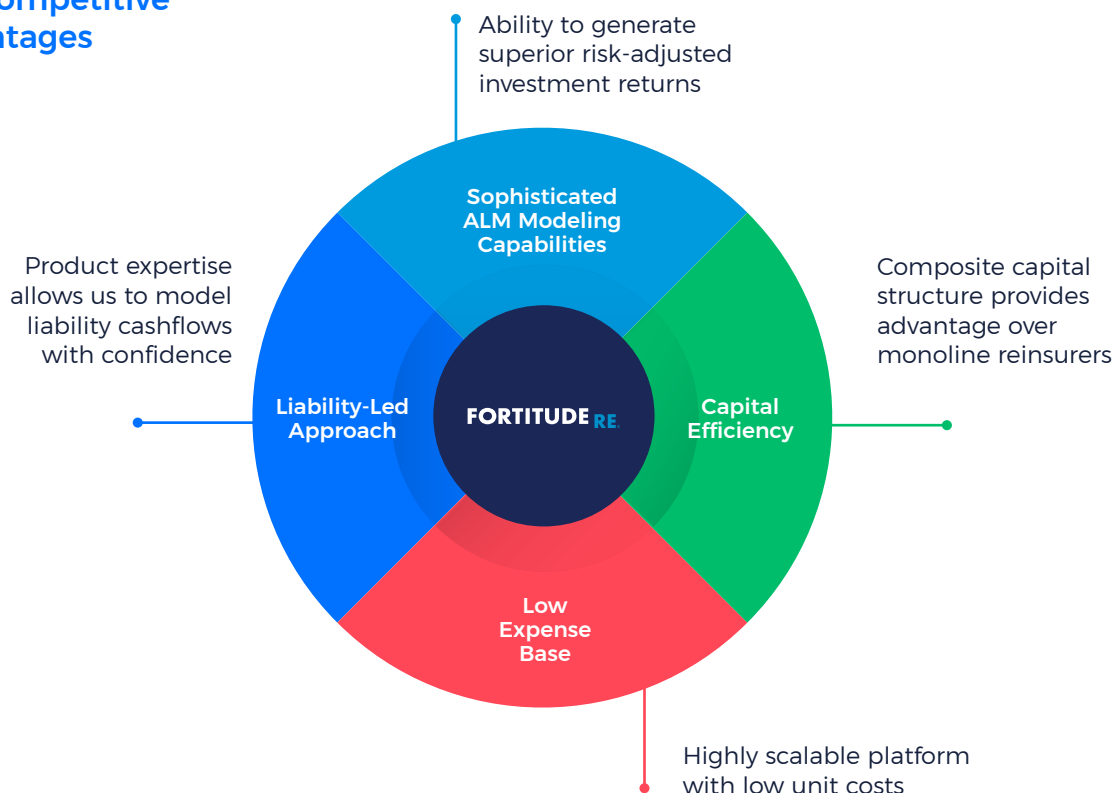 ompetitive
ntages
Ability to generate
superior risk-adjusted
investment returns
Sophisticated
ALM Modeling
Capabilities
Product expertise
allows us to model
liability cashflows
with confidence
Composite capital
structure provides
advantage over
monoline reinsurers
Liability-Led
Approach
FORTITUDE RE.
Capital
Efficiency
Low
Expense
Base
Highly scalable platform
with low unit costs